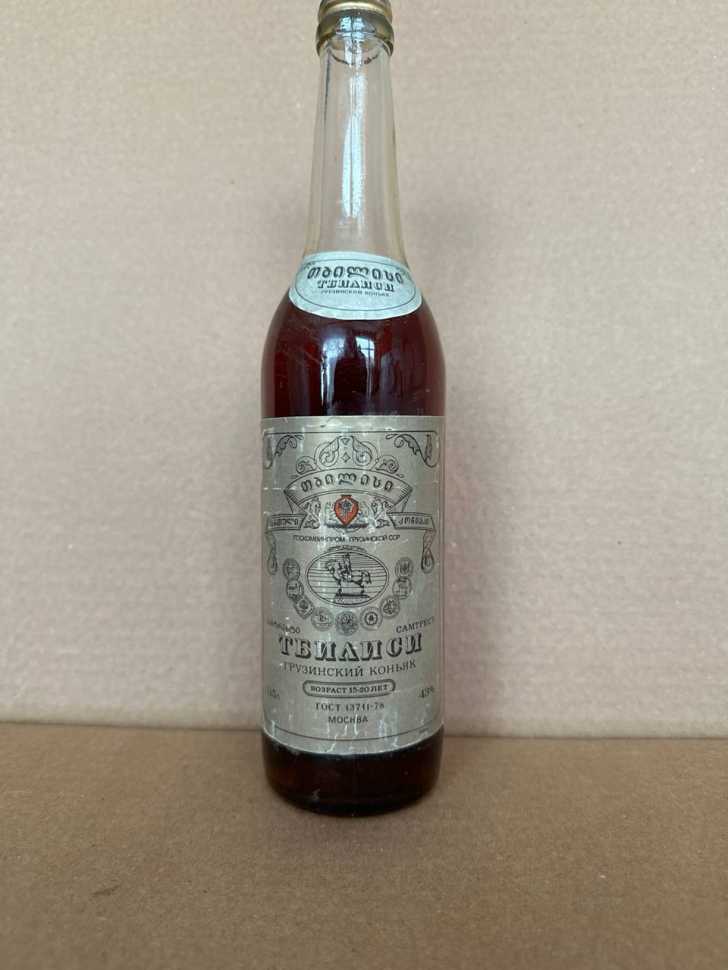 თბილისი
ТБИЛИСИ
ГРУЗИНСКИЙ КОНЬЯК
თბილისი
ГОСКОМВИНПРОМ ГРУЗИНСКОЙ ССР
САМТРЕСТ
ТБИЛИСИ
ГРУЗИНСКИЙ КОНЬЯК
ВОЗРАСТ 15-20 ЛЕТ
43%
ГОСТ 13741-78
МОСКВА